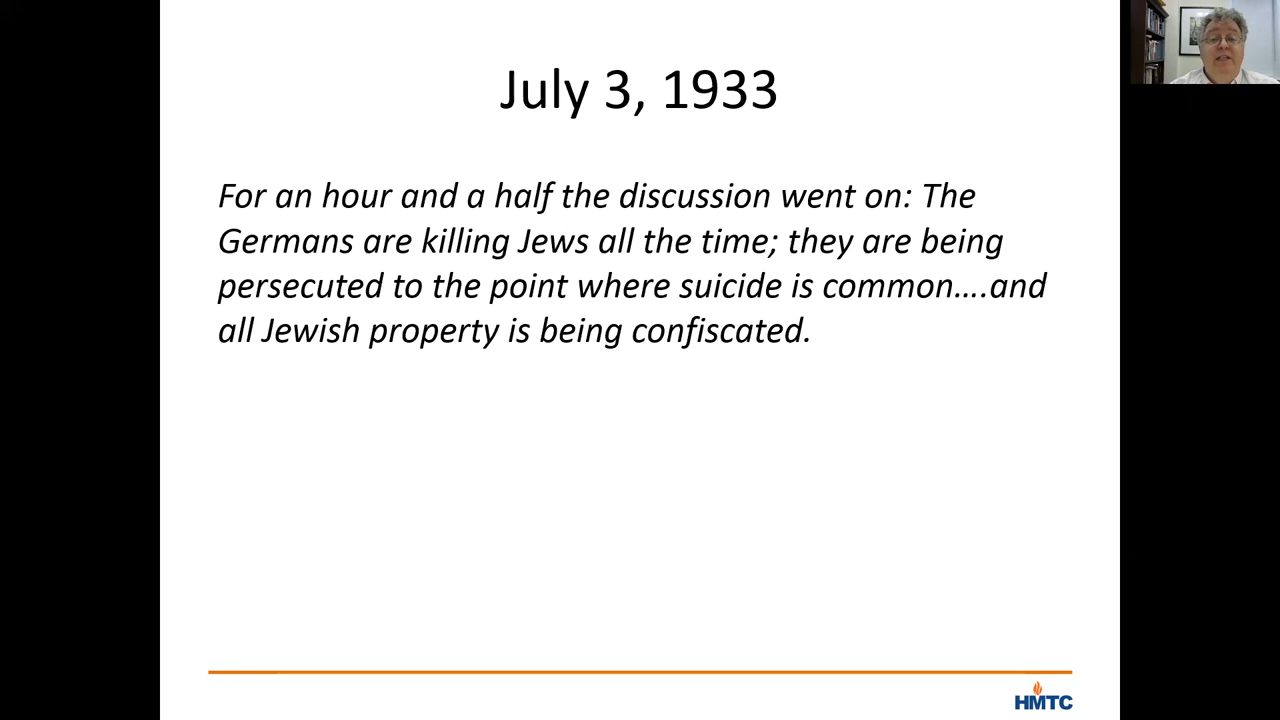 July 3, 1933
For an hour and a half the discussion went on: The
Germans are killing Jews all the time; they are being
persecuted to the point where suicide is common….and
all Jewish property is being confiscated.
HMTC